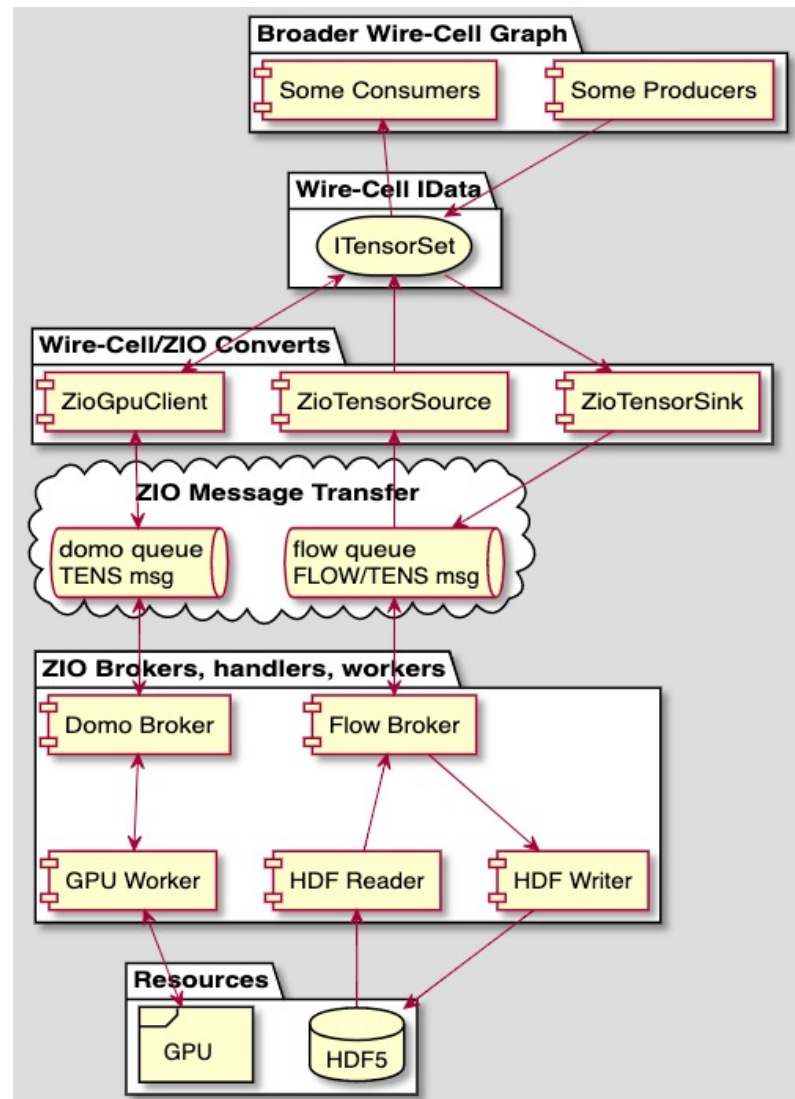 Broader Wire-Cell Graph
Some Consumers
Some Producers
Wire-Cell IData
ITensorSet
Wire-Cell/ZIO Converts
ZioGpuClient
ZioTensorSource
ZioTensorSink
ZIO Message Transfer
domo queue
TENS msg
flow queue
FLOW/TENS msg
ZIO Brokers, handlers, workers
Domo Broker
Flow Broker
GPU Worker
HDF Reader
HDF Writer
Resources
GPU
HDF5